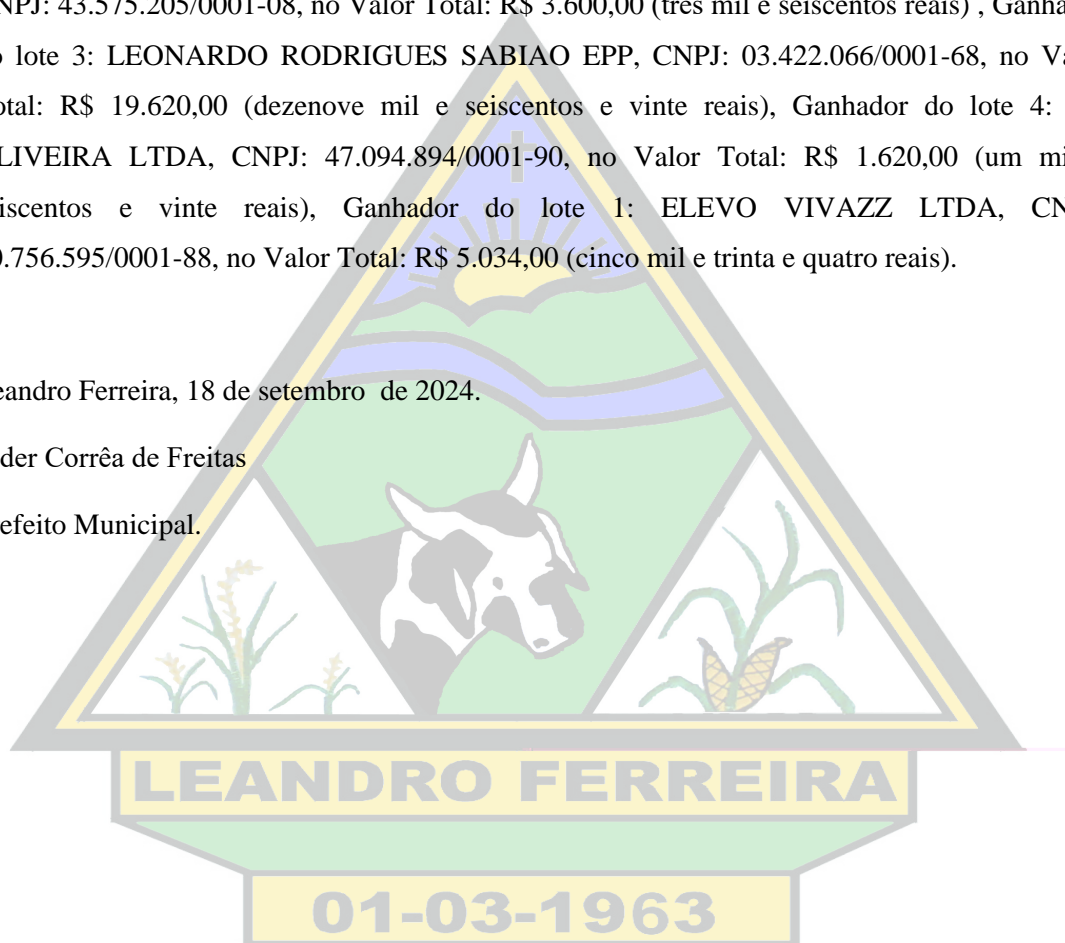 NPJ: 43.575.205/0001-08, no Valor Total: R$ 3.600,00 (três mil e seiscentos reais) , Ganha
o lote 3: LEONARDO RODRIGUES SABIAO EPP, CNPJ: 03.422.066/0001-68, no Va
otal: R$ 19.620,00 (dezenove mil e seiscentos e vinte reais), Ganhador do lote 4:
LIVEIRA LTDA, CNPJ: 47.094.894/0001-90, no Valor Total: R$ 1.620,00 (um mi
iscentos e vinte reais), Ganhador do lote 1: ELEVO VIVAZZ LTDA, CN
0.756.595/0001-88, no Valor Total: R$ 5.034,00 (cinco mil e trinta e quatro reais).
eandro Ferreira, 18 de setembro de 2024.
der Corrêa de Freitas
efeito Municipal.
LEANDRO FERREIRA
01-03-1963